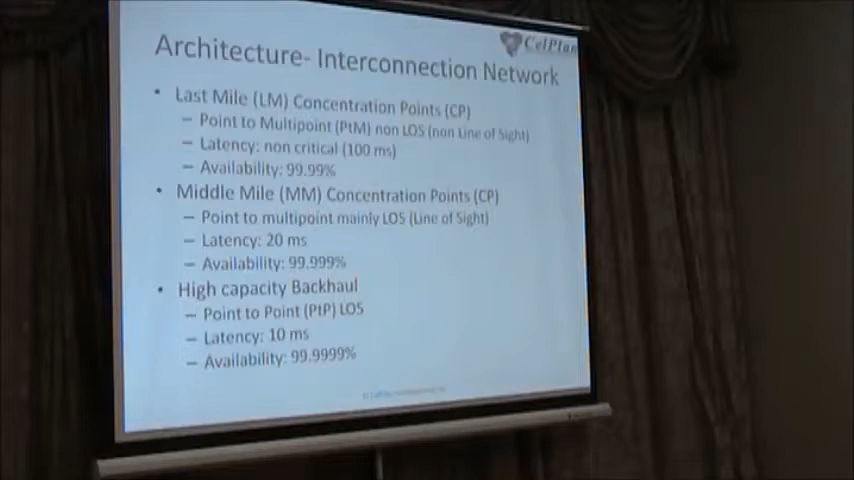 CelPlan
Architecture- Interconnection Network
• Last Mile (LM) Concentration Points (CP)
– Point to Multipoint (PtM) non LOS (non Line of Sight)
– Latency: non critical (100 ms)
– Availability: 99.99%
• Middle Mile (MM) Concentration Points (CP)
– Point to multipoint mainly LOS (Line of Sight)
– Latency: 20 ms
– Availability: 99.999%
• High capacity Backhaul
– Point to Point (PtP) LOS
– Latency: 10 ms
– Availability: 99.9999%